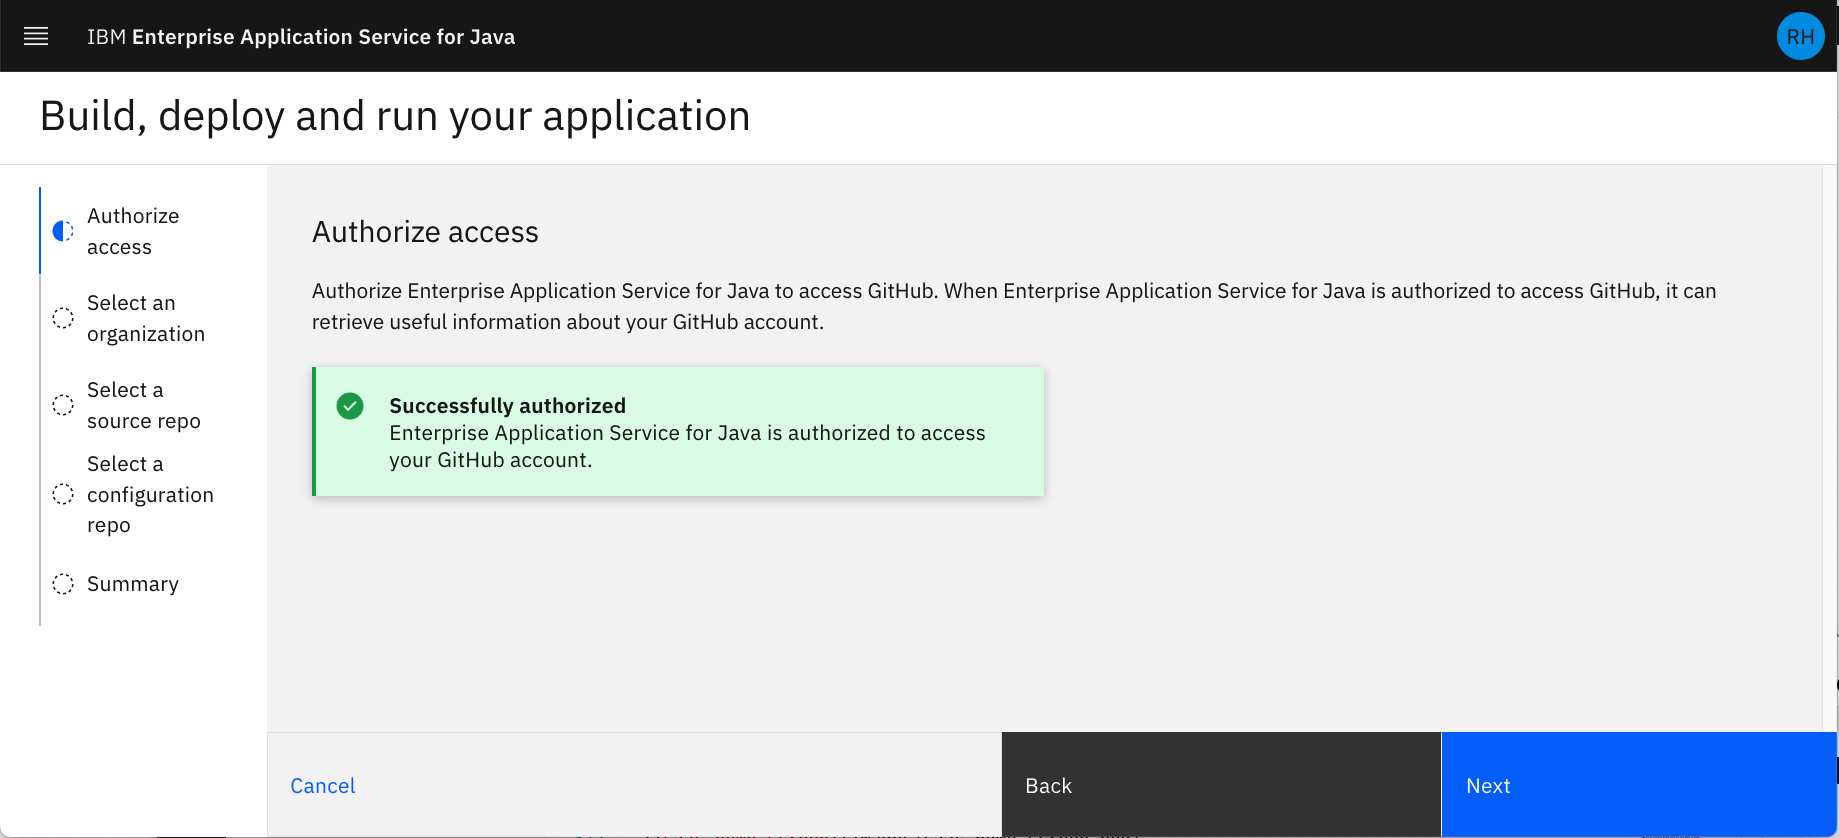 IBM Enterprise Application Service for Java
RH
Build, deploy and run your application
Authorize
access
Select an
organization
Select a
source repo
Select a
configuration
repo
Summary
Authorize access
Authorize Enterprise Application Service for Java to access GitHub. When Enterprise Application Service for Java is authorized to access GitHub, it can
retrieve useful information about your GitHub account.
Successfully authorized
Enterprise Application Service for Java is authorized to access
your GitHub account.
Cancel
Back
Next